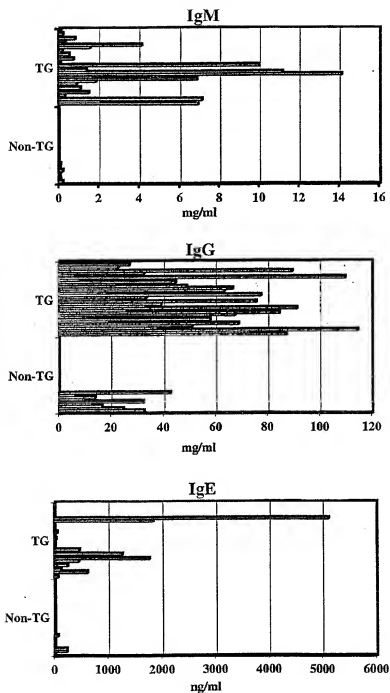 IgM
TG
Non-TG
0 2 4 6 8 10 12 14 16
mg/ml
IgG
TG
Non-TG
0 20 40 60 80 100 120
mg/ml
IgE
TG
Non-TG
0 1000 2000 3000 4000 5000 6000
ng/ml